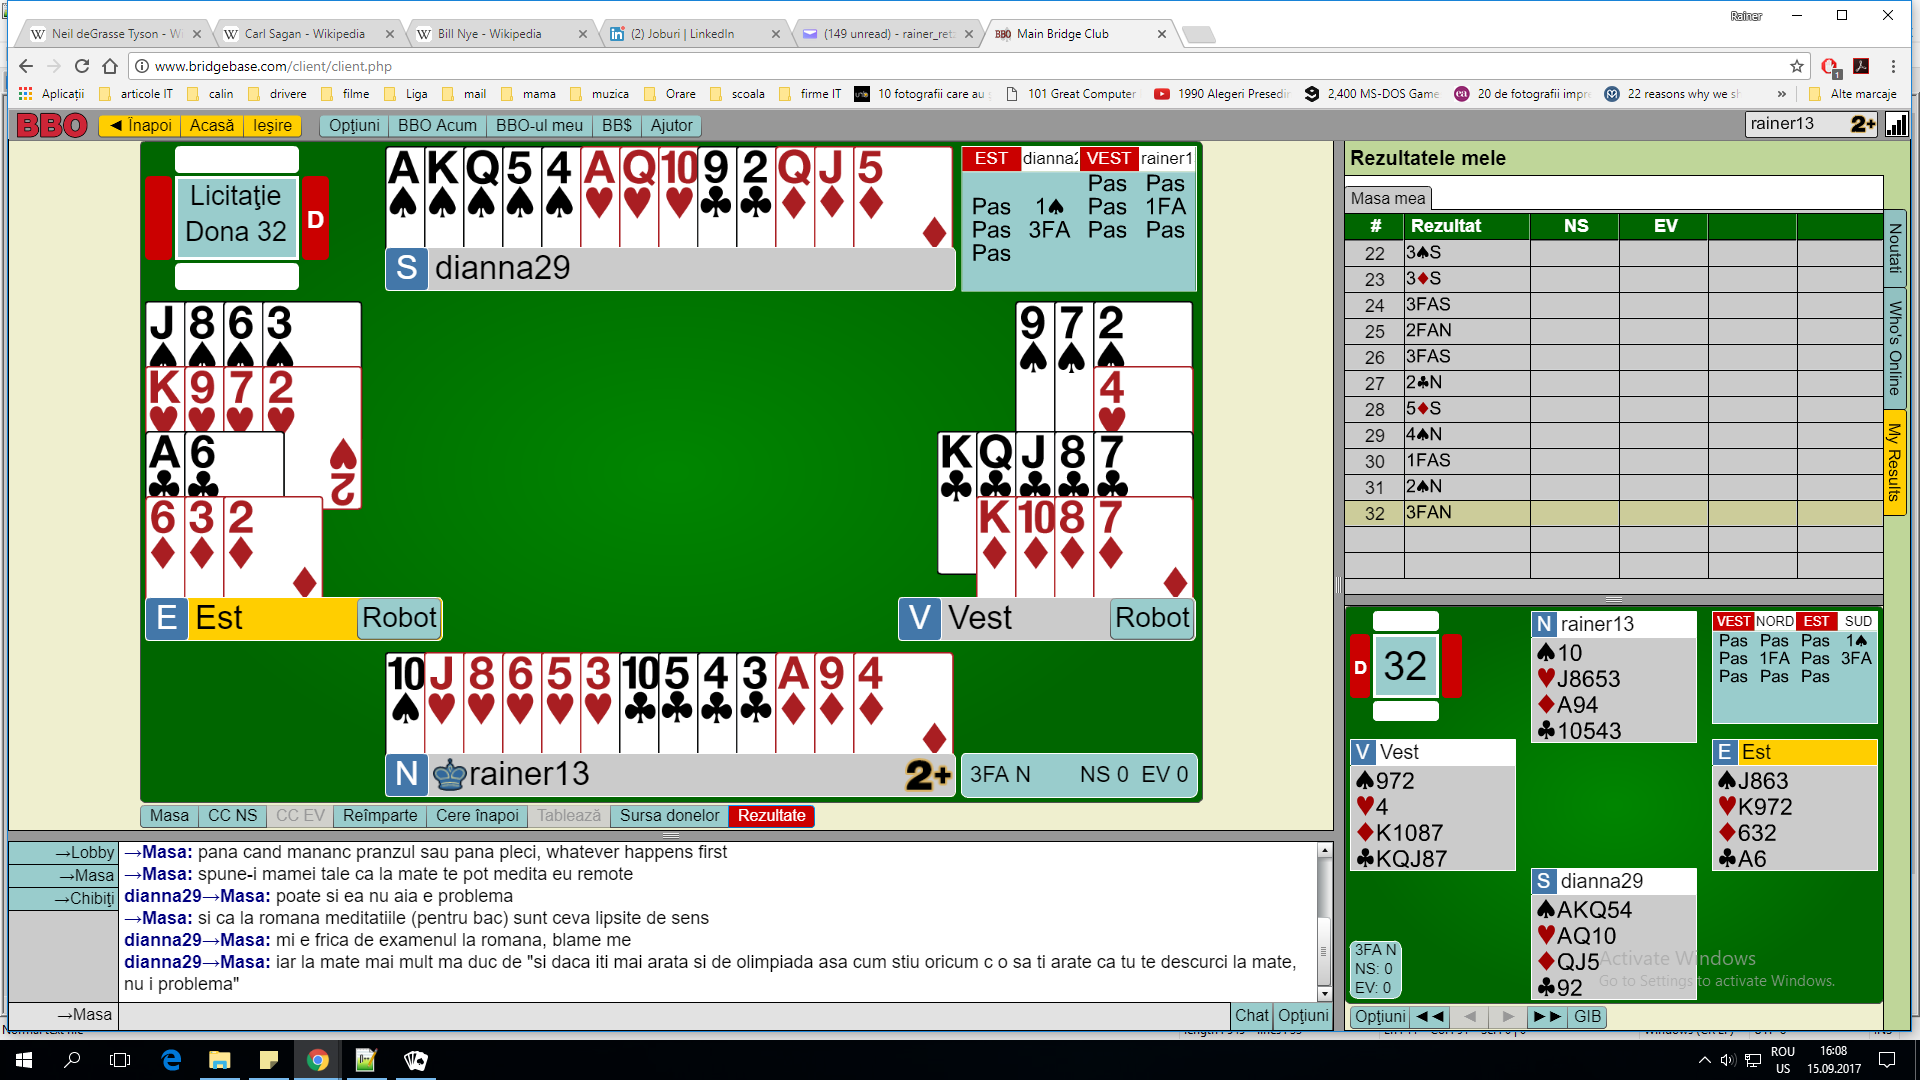 Rainer
Neil deGrasse Tyson - W
Carl Sagan - Wikipedia
Bill Nye - Wikipedia
(2) Joburi | LinkedIn
(149 unread) - rainer_ret
BBO Main Bridge Club
www.bridgebase.com/client/client.php
1
Aplicații
articole IT
calin
drivere
filme
Liga
mail
mama
muzica
Orare
scoala
firme IT
10 fotografii care au
101 Great Computer
1990 Alegeri Presedin
2,400 MS-DOS Game
20 de fotografii impre
22 reasons why we sh
»
Alte marcaje
BBO
◄ Înapoi
Acasă
Ieşire
Opţiuni
BBO Acum
BBO-ul meu
BB$
Ajutor
rainer13 2+
Licitaţie
Dona 32
D
A K Q 5 4 A Q 10 9 2 Q J 5
S dianna29
EST dianna2 VEST rainer1
Pas Pas
Pas 1♠ Pas 1FA
Pas 3FA Pas Pas
Pas
J 8 6 3
K 9 7 2
A 6
2
6 3 2
E Est Robot
9 7 2
4
K Q J 8 7
K 10 8 7
V Vest Robot
10 J 8 6 5 3 10 5 4 3 A 9 4
N rainer13 2+
3FA N NS 0 EV 0
Masa
CC NS
CC EV
Reîmparte
Cere înapoi
Tablează
Sursa donelor
Rezultate
→Lobby
→Masa
→Chibiţi
→Masa: pana cand mananc pranzul sau pana pleci, whatever happens first
→Masa: spune-i mamei tale ca la mate te pot medita eu remote
dianna29→Masa: poate si ea nu aia e problema
→Masa: si ca la romana meditatiile (pentru bac) sunt ceva lipsite de sens
dianna29→Masa: mi e frica de examenul la romana, blame me
dianna29→Masa: iar la mate mai mult ma duc de "si daca iti mai arata si de olimpiada asa cum stiu oricum c o sa ti arate ca tu te descurci la mate,
nu i problema"
→Masa
Chat
Opţiuni
Rezultatele mele
Masa mea
# Rezultat NS EV
22 3♠S
23 3♦S
24 3FAS
25 2FAN
26 3FAS
27 2♣N
28 5♦S
29 4♠N
30 1FAS
31 2♠N
32 3FAN
Noutati
Who's Online
My Results
D
32
N rainer13
♠10
♥J8653
♦A94
♣10543
VEST NORD EST SUD
Pas Pas Pas 1♠
Pas 1FA Pas 3FA
Pas Pas Pas
V Vest
♠972
♥4
♦K1087
♣KQJ87
E Est
♠J863
♥K972
♦632
♣A6
S dianna29
♠AKQ54
♥AQ10
♦QJ5
♣92
3FA N
NS: 0
EV: 0
Activate Windows
Go to Settings to activate Windows.
Opţiuni ◄◄ ◄ ► ►► GIB
ROU
US
16:08
15.09.2017